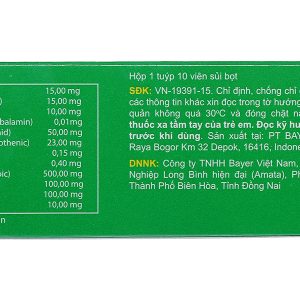 15,00 mg
15,00 mg
10,00 mg
balamin) 0,01mg
id) 50,00 mg
othenic) 23,00 mg
0,15 mg
0,40 mg
ic) 500,00 mg
100,00 mg
100,00 mg
10,00 mg
n
Hộp 1 tuýp 10 viên sủi bọt
SĐK: VN-19391-15. Chỉ định, chống chỉ
các thông tin khác xin đọc trong tờ hướng
quản không quá 30°C và đóng chặt nắ
thuốc xa tầm tay của trẻ em. Đọc kỹ hư
trước khi dùng. Sản xuất tại: PT BAY
Raya Bogor Km 32 Depok, 16416, Indone
DNNK: Công ty TNHH Bayer Việt Nam,
Nghiệp Long Bình hiện đại (Amata), Ph
Thành Phố Biên Hòa, Tỉnh Đồng Nai